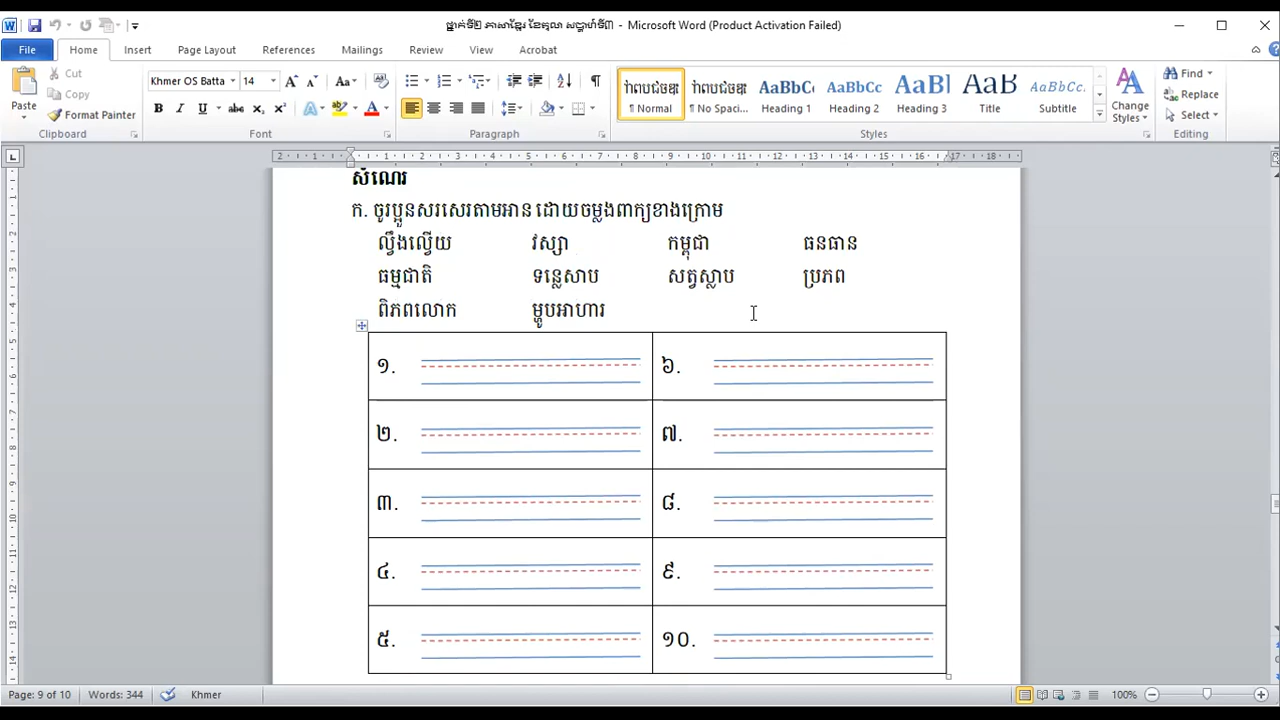 ថ្នាក់ទី២ ភាសាខ្មែរ ខែតុលា សប្តាហ៍ទី៣ - Microsoft Word (Product Activation Failed)
File Home Insert Page Layout References Mailings Review View Acrobat
Paste Cut Copy Format Painter
Khmer OS Batta 14
Normal No Spaci... Heading 1 Heading 2 Heading 3 Title Subtitle
Change Styles
Find Replace Select
Clipboard Font Paragraph Styles Editing
សំណេរ
ក. ចូរប្អូនសរសេរតាមអាន ដោយចម្លងពាក្យខាងក្រោម
ល្វឹងល្វើយ វស្សា កម្ពុជា ធនធាន
ធម្មជាតិ ទន្លេសាប សត្វស្លាប ប្រភព
ពិភពលោក ម្ហូបអាហារ
១. ៦.
២. ៧.
៣. ៨.
៤. ៩.
៥. ១០.
Page: 9 of 10 Words: 344 Khmer 100%